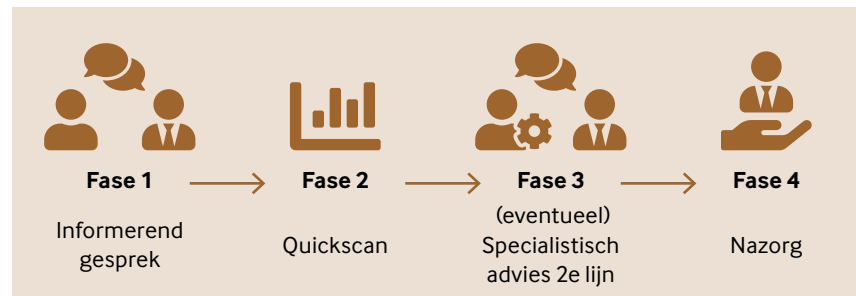 Fase 1
Informerend
gesprek
Fase 2
Quickscan
Fase 3
(eventueel)
Specialistisch
advies 2e lijn
Fase 4
Nazorg